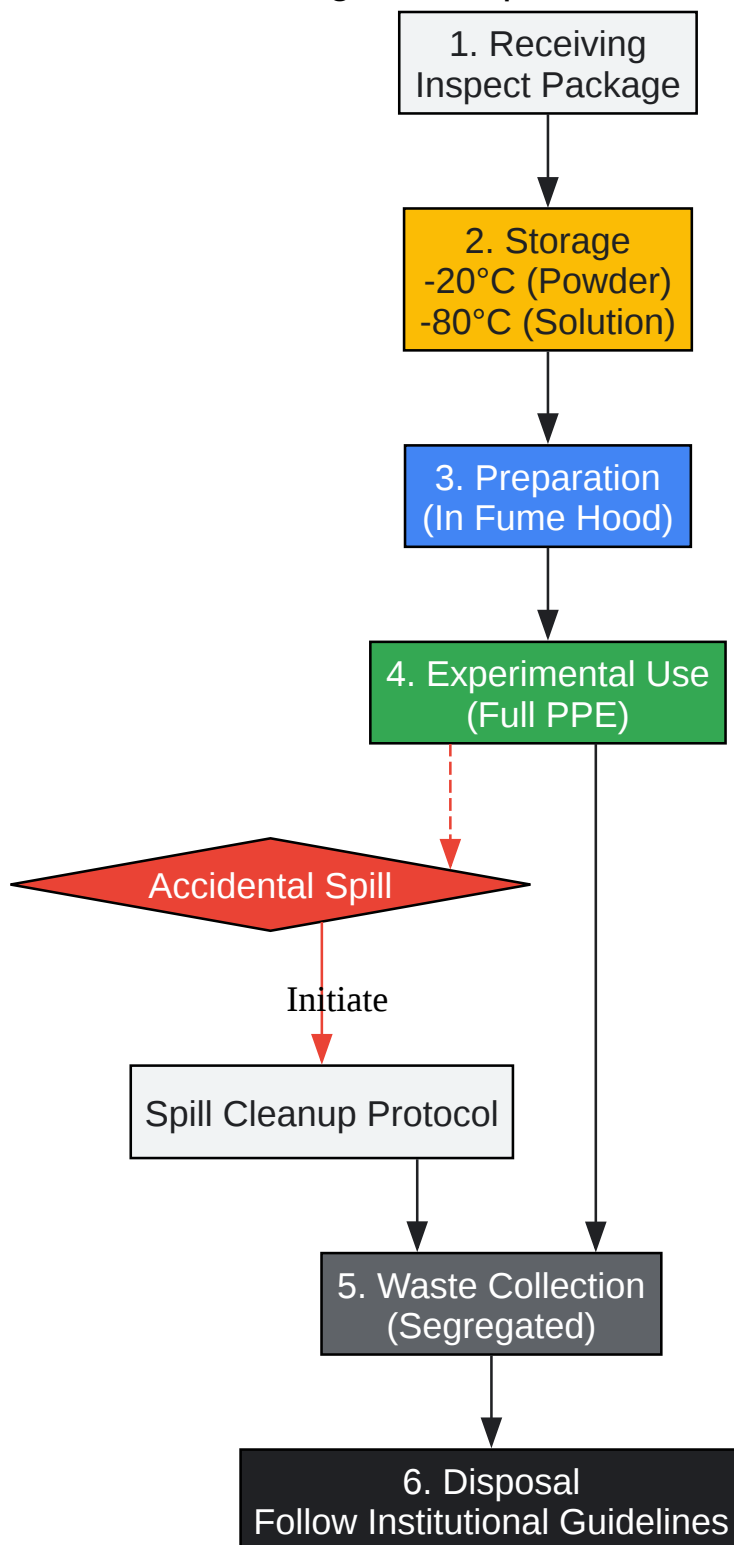 1. Receiving
Inspect Package
2. Storage
-20°C (Powder)
-80°C (Solution)
3. Preparation
(In Fume Hood)
4. Experimental Use
(Full PPE)
Accidental Spill
Initiate
Spill Cleanup Protocol
5. Waste Collection
(Segregated)
6. Disposal
Follow Institutional Guidelines